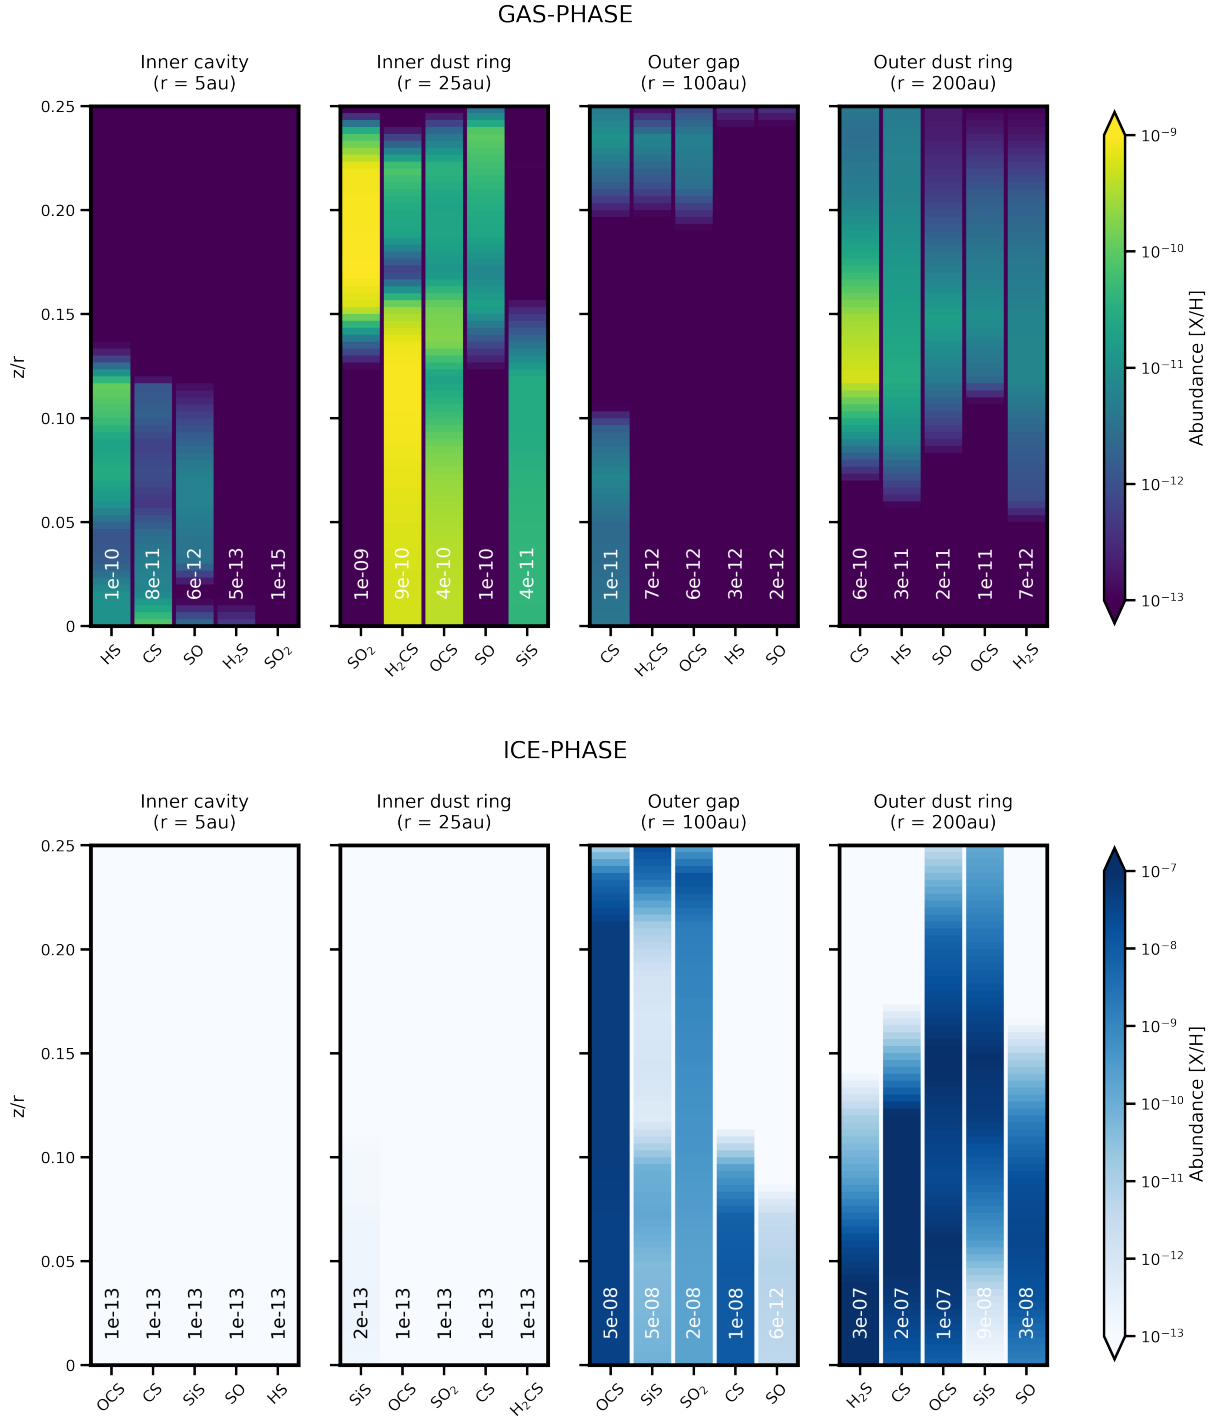 GAS-PHASE
Inner cavity
(r = 5au)
Inner dust ring
(r = 25au)
Outer gap
(r = 100au)
Outer dust ring
(r = 200au)
0.25
0.20
0.15
0.10
0.05
0
z/r
1e-10
8e-11
6e-12
5e-13
1e-15
1e-09
9e-10
4e-10
1e-10
4e-11
1e-11
7e-12
6e-12
3e-12
2e-12
6e-10
3e-11
2e-11
1e-11
7e-12
HS
CS
SO
H₂S
SO₂
SO₂
H₂CS
OCS
SO
SiS
CS
H₂CS
OCS
HS
SO
CS
HS
SO
OCS
H₂S
10⁻⁹
10⁻¹⁰
10⁻¹¹
10⁻¹²
10⁻¹³
Abundance [X/H]
ICE-PHASE
Inner cavity
(r = 5au)
Inner dust ring
(r = 25au)
Outer gap
(r = 100au)
Outer dust ring
(r = 200au)
0.25
0.20
0.15
0.10
0.05
0
z/r
1e-13
1e-13
1e-13
1e-13
1e-13
2e-13
1e-13
1e-13
1e-13
1e-13
5e-08
5e-08
2e-08
1e-08
6e-12
3e-07
2e-07
1e-07
9e-08
3e-08
OCS
CS
SiS
SO
HS
SiS
OCS
SO₂
CS
H₂CS
OCS
SiS
SO₂
CS
SO
H₂S
CS
OCS
SiS
SO
10⁻⁷
10⁻⁸
10⁻⁹
10⁻¹⁰
10⁻¹¹
10⁻¹²
10⁻¹³
Abundance [X/H]